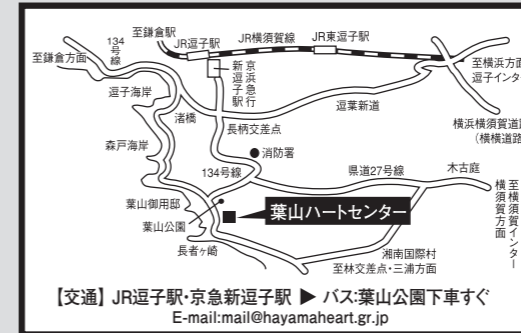 至鎌倉駅
134号線
至鎌倉方面
JR逗子駅
JR横須賀線
JR東逗子駅
至横浜方面
逗子インター
京浜急行
新逗子駅
逗子海岸
渚橋
逗葉新道
横浜横須賀道路
(横横道路)
長柄交差点
森戸海岸
消防署
134号線
県道27号線
木古庭
至横須賀インター
横須賀方面
葉山御用邸
葉山公園
葉山ハートセンター
長者ヶ崎
湘南国際村
至林交差点・三浦方面
【交通】JR逗子駅・京急新逗子駅 ▶ バス:葉山公園下車すぐ
E-mail:mail@hayamaheart.gr.jp